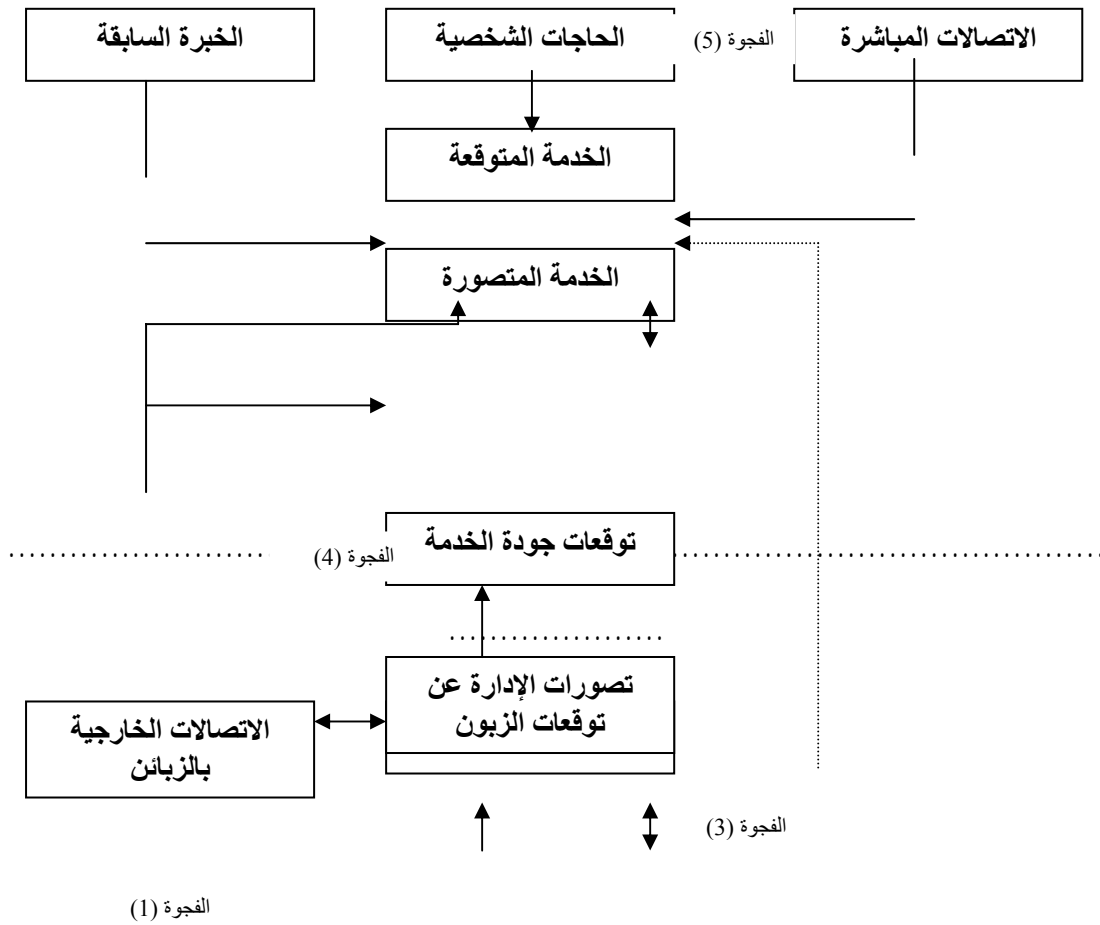 الاتصالات المباشرة
الفجوة (5)
الحاجات الشخصية
الخبرة السابقة
الخدمة المتوقعة
الخدمة المتصورة
توقعات جودة الخدمة
الفجوة (4)
تصورات الإدارة عن
توقعات الزبون
الاتصالات الخارجية
بالزبائن
الفجوة (3)
الفجوة (1)